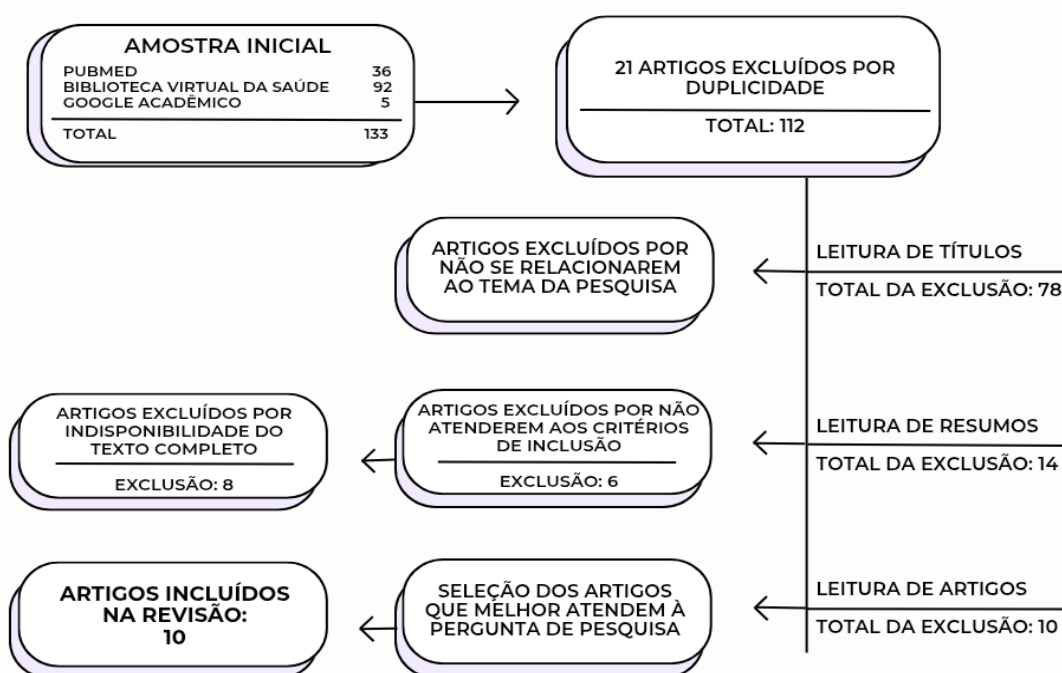 AMOSTRA INICIAL
PUBMED 36
BIBLIOTECA VIRTUAL DA SAÚDE 92
GOOGLE ACADÊMICO 5
TOTAL 133
21 ARTIGOS EXCLUÍDOS POR
DUPLICIDADE
TOTAL: 112
ARTIGOS EXCLUÍDOS POR
NÃO SE RELACIONAREM
AO TEMA DA PESQUISA
LEITURA DE TÍTULOS
TOTAL DA EXCLUSÃO: 78
ARTIGOS EXCLUÍDOS POR
INDISPONIBILIDADE DO
TEXTO COMPLETO
EXCLUSÃO: 8
ARTIGOS EXCLUÍDOS POR NÃO
ATENDEREM AOS CRITÉRIOS
DE INCLUSÃO
EXCLUSÃO: 6
LEITURA DE RESUMOS
TOTAL DA EXCLUSÃO: 14
ARTIGOS INCLUÍDOS
NA REVISÃO:
10
SELEÇÃO DOS ARTIGOS
QUE MELHOR ATENDEM À
PERGUNTA DE PESQUISA
LEITURA DE ARTIGOS
TOTAL DA EXCLUSÃO: 10